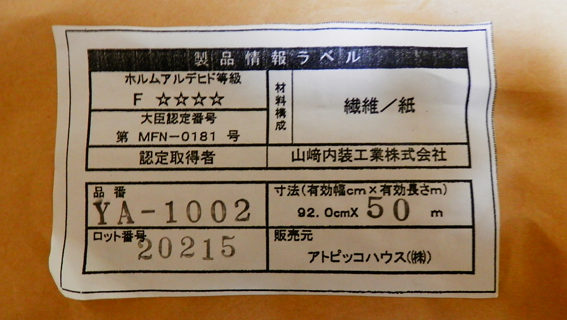 製品情報ラベル
ホルムアルデヒド等級
F ☆☆☆☆
大臣認定番号
第 MFN-0181 号
材料構成
繊維／紙
認定取得者
山﨑内装工業株式会社
品番
YA-1002
寸法(有効幅cm×有効長さm)
92.0cmX 50 m
ロット番号
20215
販売元
アトピッコハウス㈱